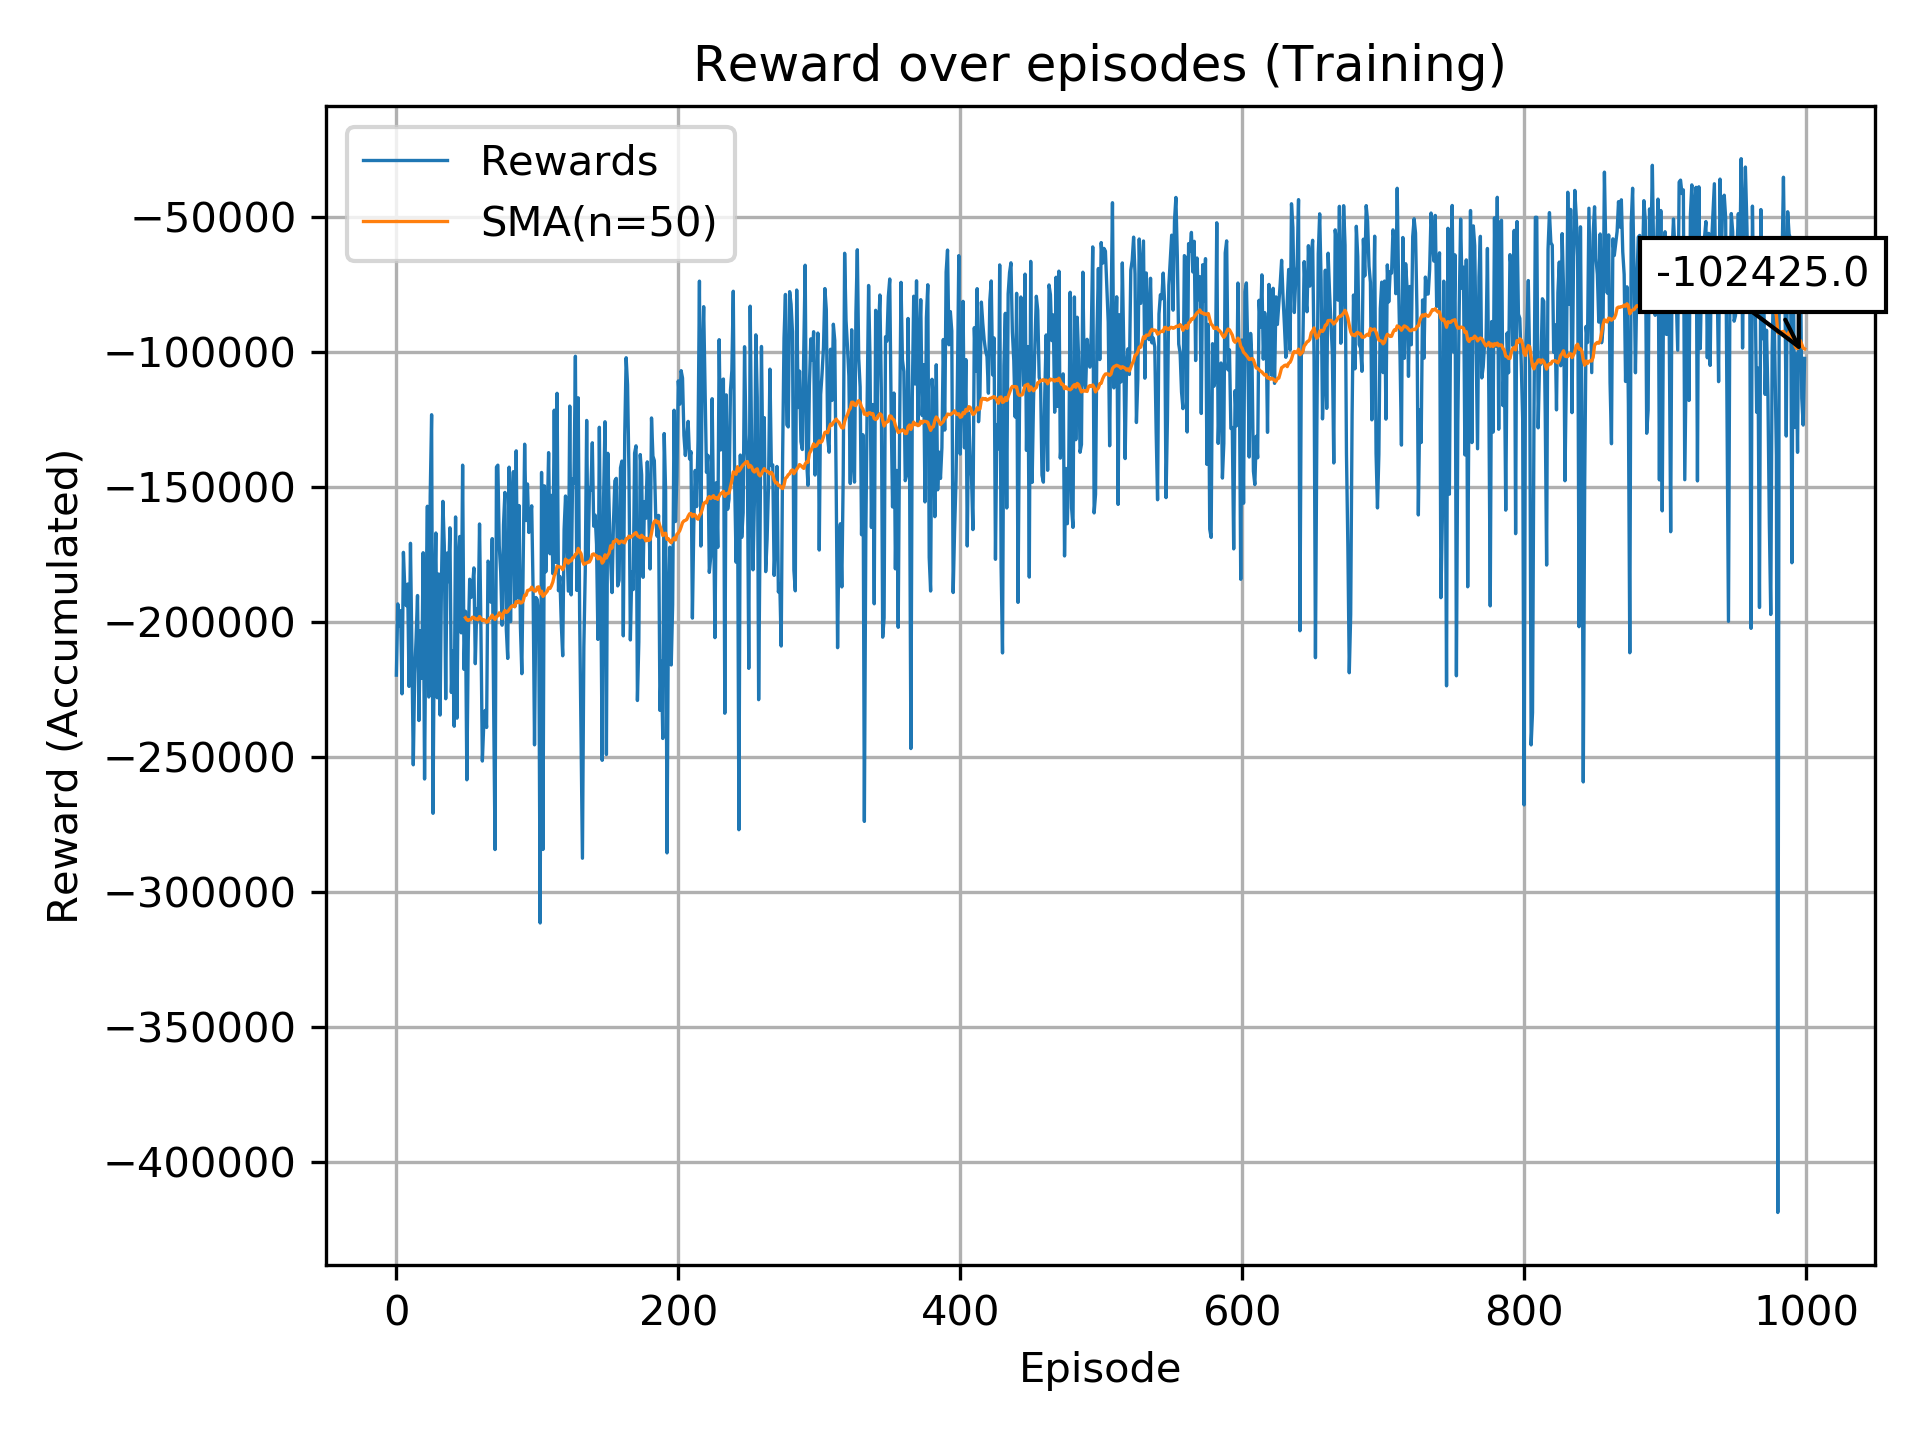 Reward over episodes (Training)
Rewards
SMA(n=50)
-102425.0
−50000
−100000
−150000
−200000
−250000
−300000
−350000
−400000
Reward (Accumulated)
0 200 400 600 800 1000
Episode